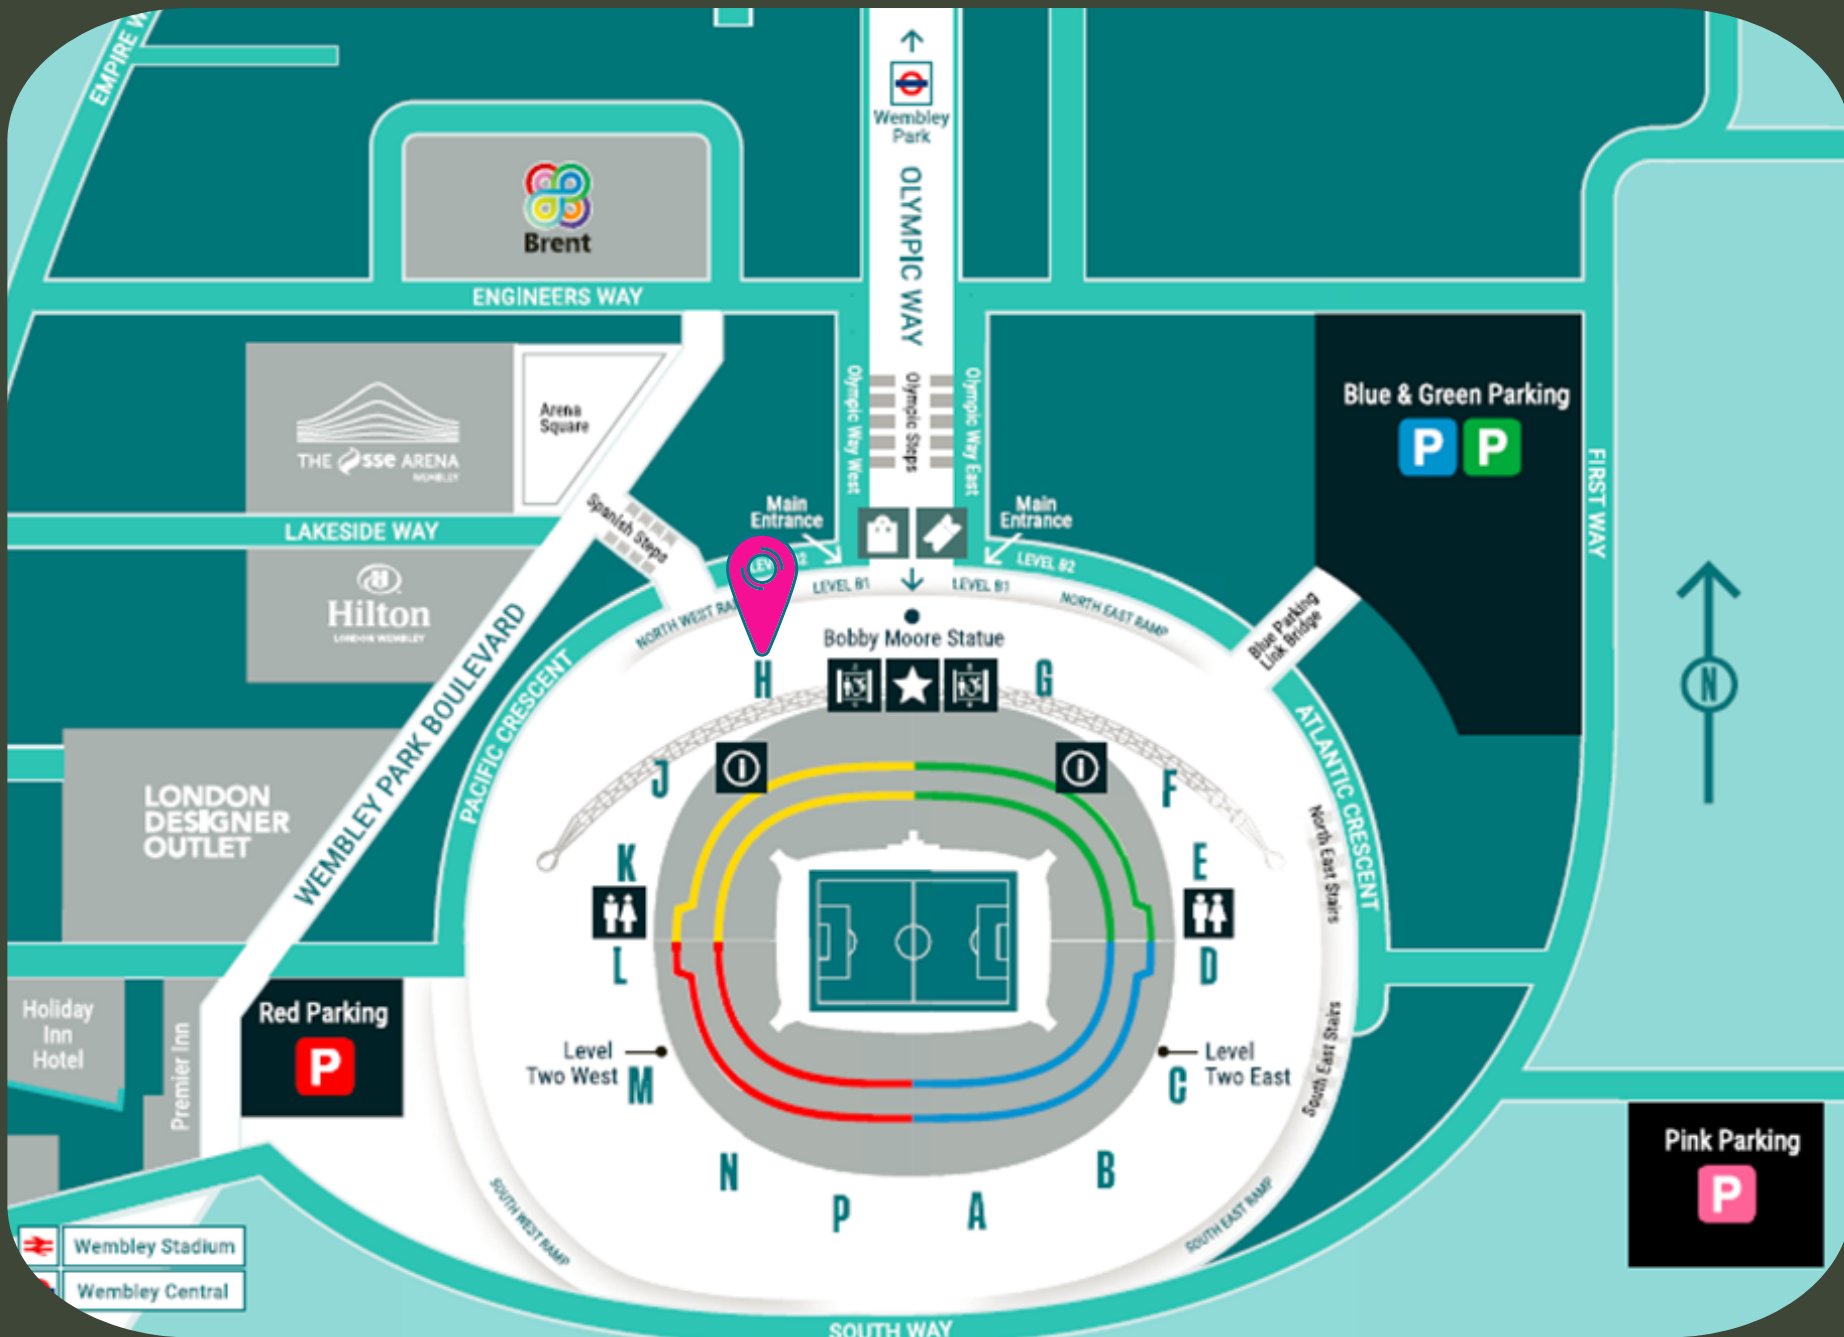 EMPIRE W
Wembley
Park
OLYMPIC WAY
Brent
ENGINEERS WAY
Arena
Square
THE sse ARENA
WEMBLEY
Olympic Way West
Olympic Steps
Olympic Way East
Blue & Green Parking
P P
FIRST WAY
LAKESIDE WAY
Spanish Steps
Main
Entrance
Main
Entrance
LEVEL B2
LEVEL B1
LEVEL B1
NORTH EAST RAMP
Hilton
LONDON WEMBLEY
NORTH WEST RA
Bobby Moore Statue
Blue Parking
Link Bridge
N
H
G
PACIFIC CRESCENT
WEMBLEY PARK BOULEVARD
ATLANTIC CRESCENT
J
F
LONDON
DESIGNER
OUTLET
K
E
North East Stairs
L
D
Holiday
Inn
Hotel
Premier Inn
Red Parking
P
Level
Two West
M
Level
Two East
C
South East Stairs
N
B
P
A
Pink Parking
P
SOUTH WEST RAMP
SOUTH EAST RAMP
Wembley Stadium
Wembley Central
SOUTH WAY